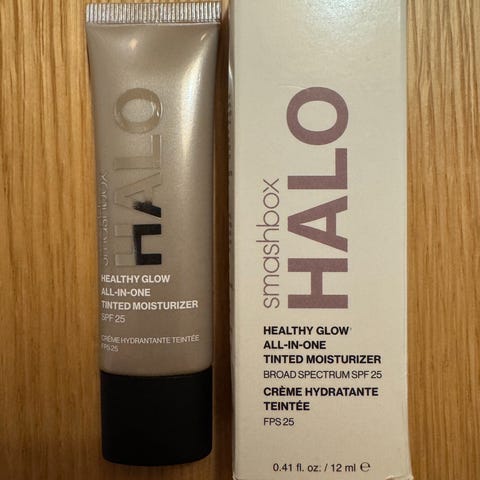 smashbox
HALO
HEALTHY GLOW
ALL-IN-ONE
TINTED MOISTURIZER
SPF 25
CRÈME HYDRANTANTE TEINTÉE
FPS 25
smashbox
HALO
HEALTHY GLOW
ALL-IN-ONE
TINTED MOISTURIZER
BROAD SPECTRUM SPF 25
CRÈME HYDRATANTE
TEINTÉE
FPS 25
0.41 fl. oz. / 12 ml ℮